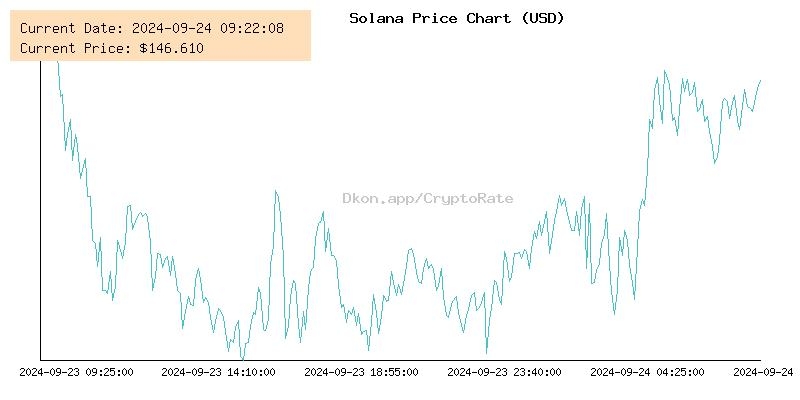 Solana Price Chart (USD)
Current Date: 2024-09-24 09:22:08
Current Price: $146.610
Dkon.app/CryptoRate
2024-09-23 09:25:00 2024-09-23 14:10:00 2024-09-23 18:55:00 2024-09-23 23:40:00 2024-09-24 04:25:00 2024-09-24